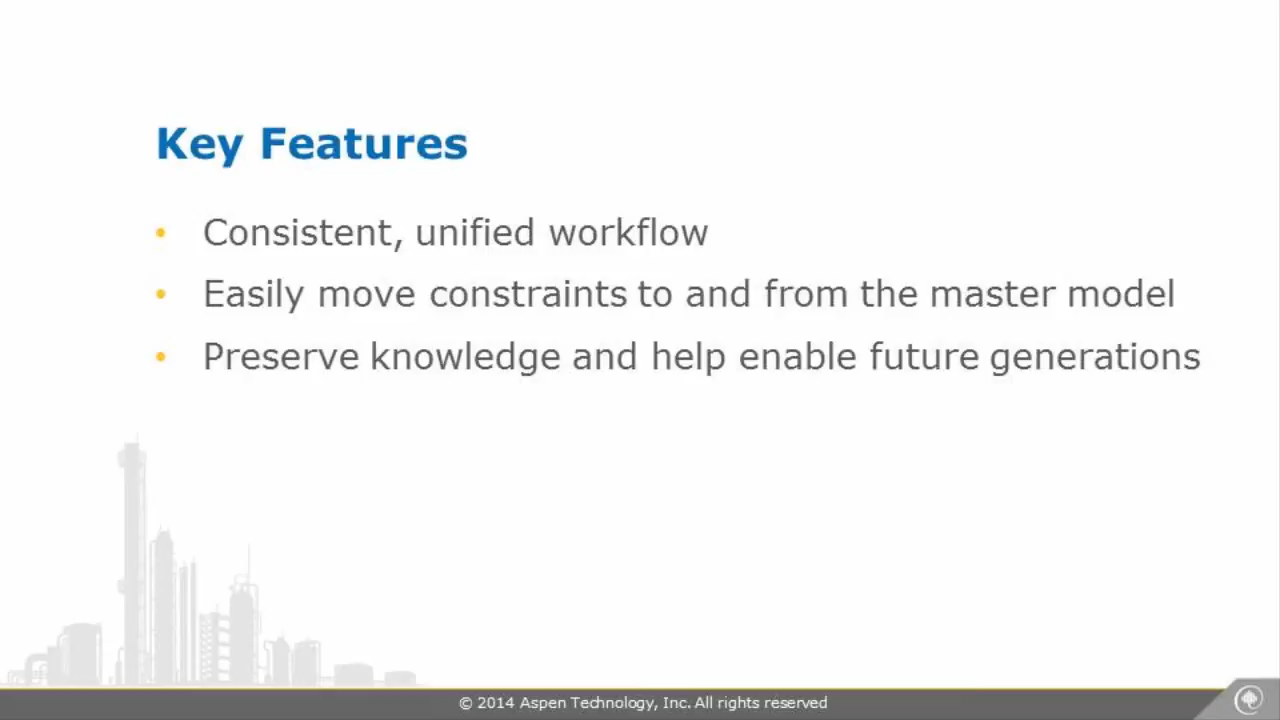 Key Features
• Consistent, unified workflow
• Easily move constraints to and from the master model
• Preserve knowledge and help enable future generations
© 2014 Aspen Technology, Inc. All rights reserved